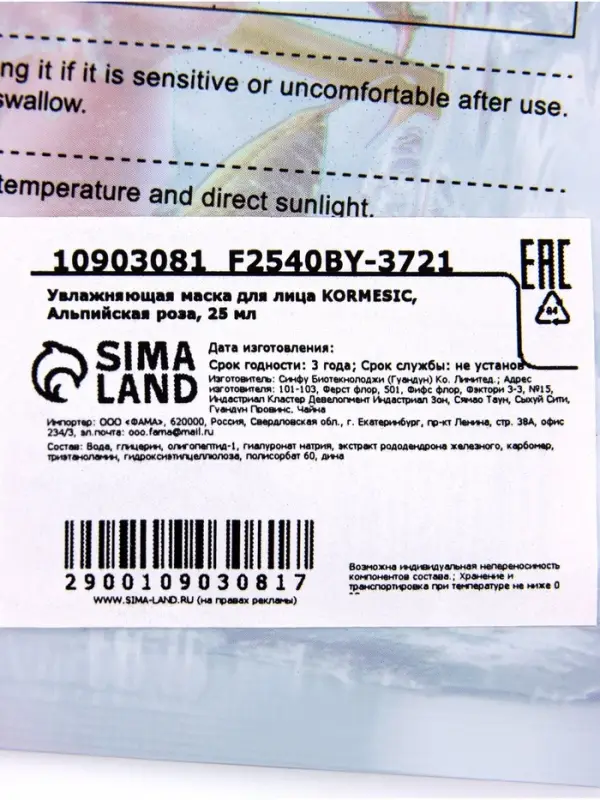 ng it if it is sensitive or uncomfortable after use.
swallow.
temperature and direct sunlight.
10903081 F2540BY-3721
EAC
Увлажняющая маска для лица KORMESIC,
Альпийская роза, 25 мл
84
SIMA
LAND
Дата изготовления:
Срок годности: 3 года; Срок службы: не установ
Изготовитель: Синфу Биотекнолоджи (Гуандун) Ко. Лимитед.; Адрес
изготовителя: 101-103, Ферст флор, 501, Фифс флор, Фэктори 3-3, №15,
Индастриал Кластер Девелопмент Индастриал Зон, Сямао Таун, Сыхуй Сити,
Гуандун Провинс, Чайна
Импортер: ООО «ФАМА», 620000, Россия, Свердловская обл., г. Екатеринбург, пр-кт Ленина, стр. 38А, офис
234/3, эл.почта: ooo.fama@mail.ru
Состав: Вода, глицерин, олигопептид-1, гиалуронат натрия, экстракт рододендрона железного, карбомер,
триэтаноламин, гидроксиэтилцеллюлоза, полисорбат 60, дина
2900109030817
WWW.SIMA-LAND.RU (на правах рекламы)
Возможна индивидуальная непереносимость
компонентов состава.; Хранение и
транспортировка при температуре не ниже 0